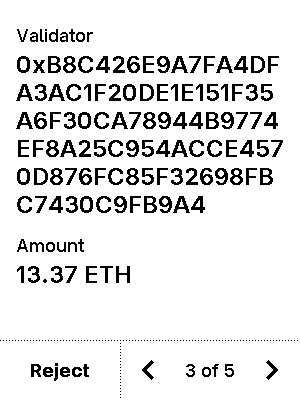 Validator
0xB8C426E9A7FA4DF
A3AC1F20DE1E151F35
A6F30CA78944B9774
EF8A25C954ACCE457
0D876FC85F32698FB
C7430C9FB9A4
Amount
13.37 ETH
Reject
3 of 5